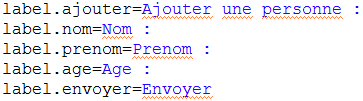 label.ajouter=Ajouter une personne :
label.nom=Nom :
label.prenom=Prenom :
label.age=Age :
label.envoyer=Envoyer